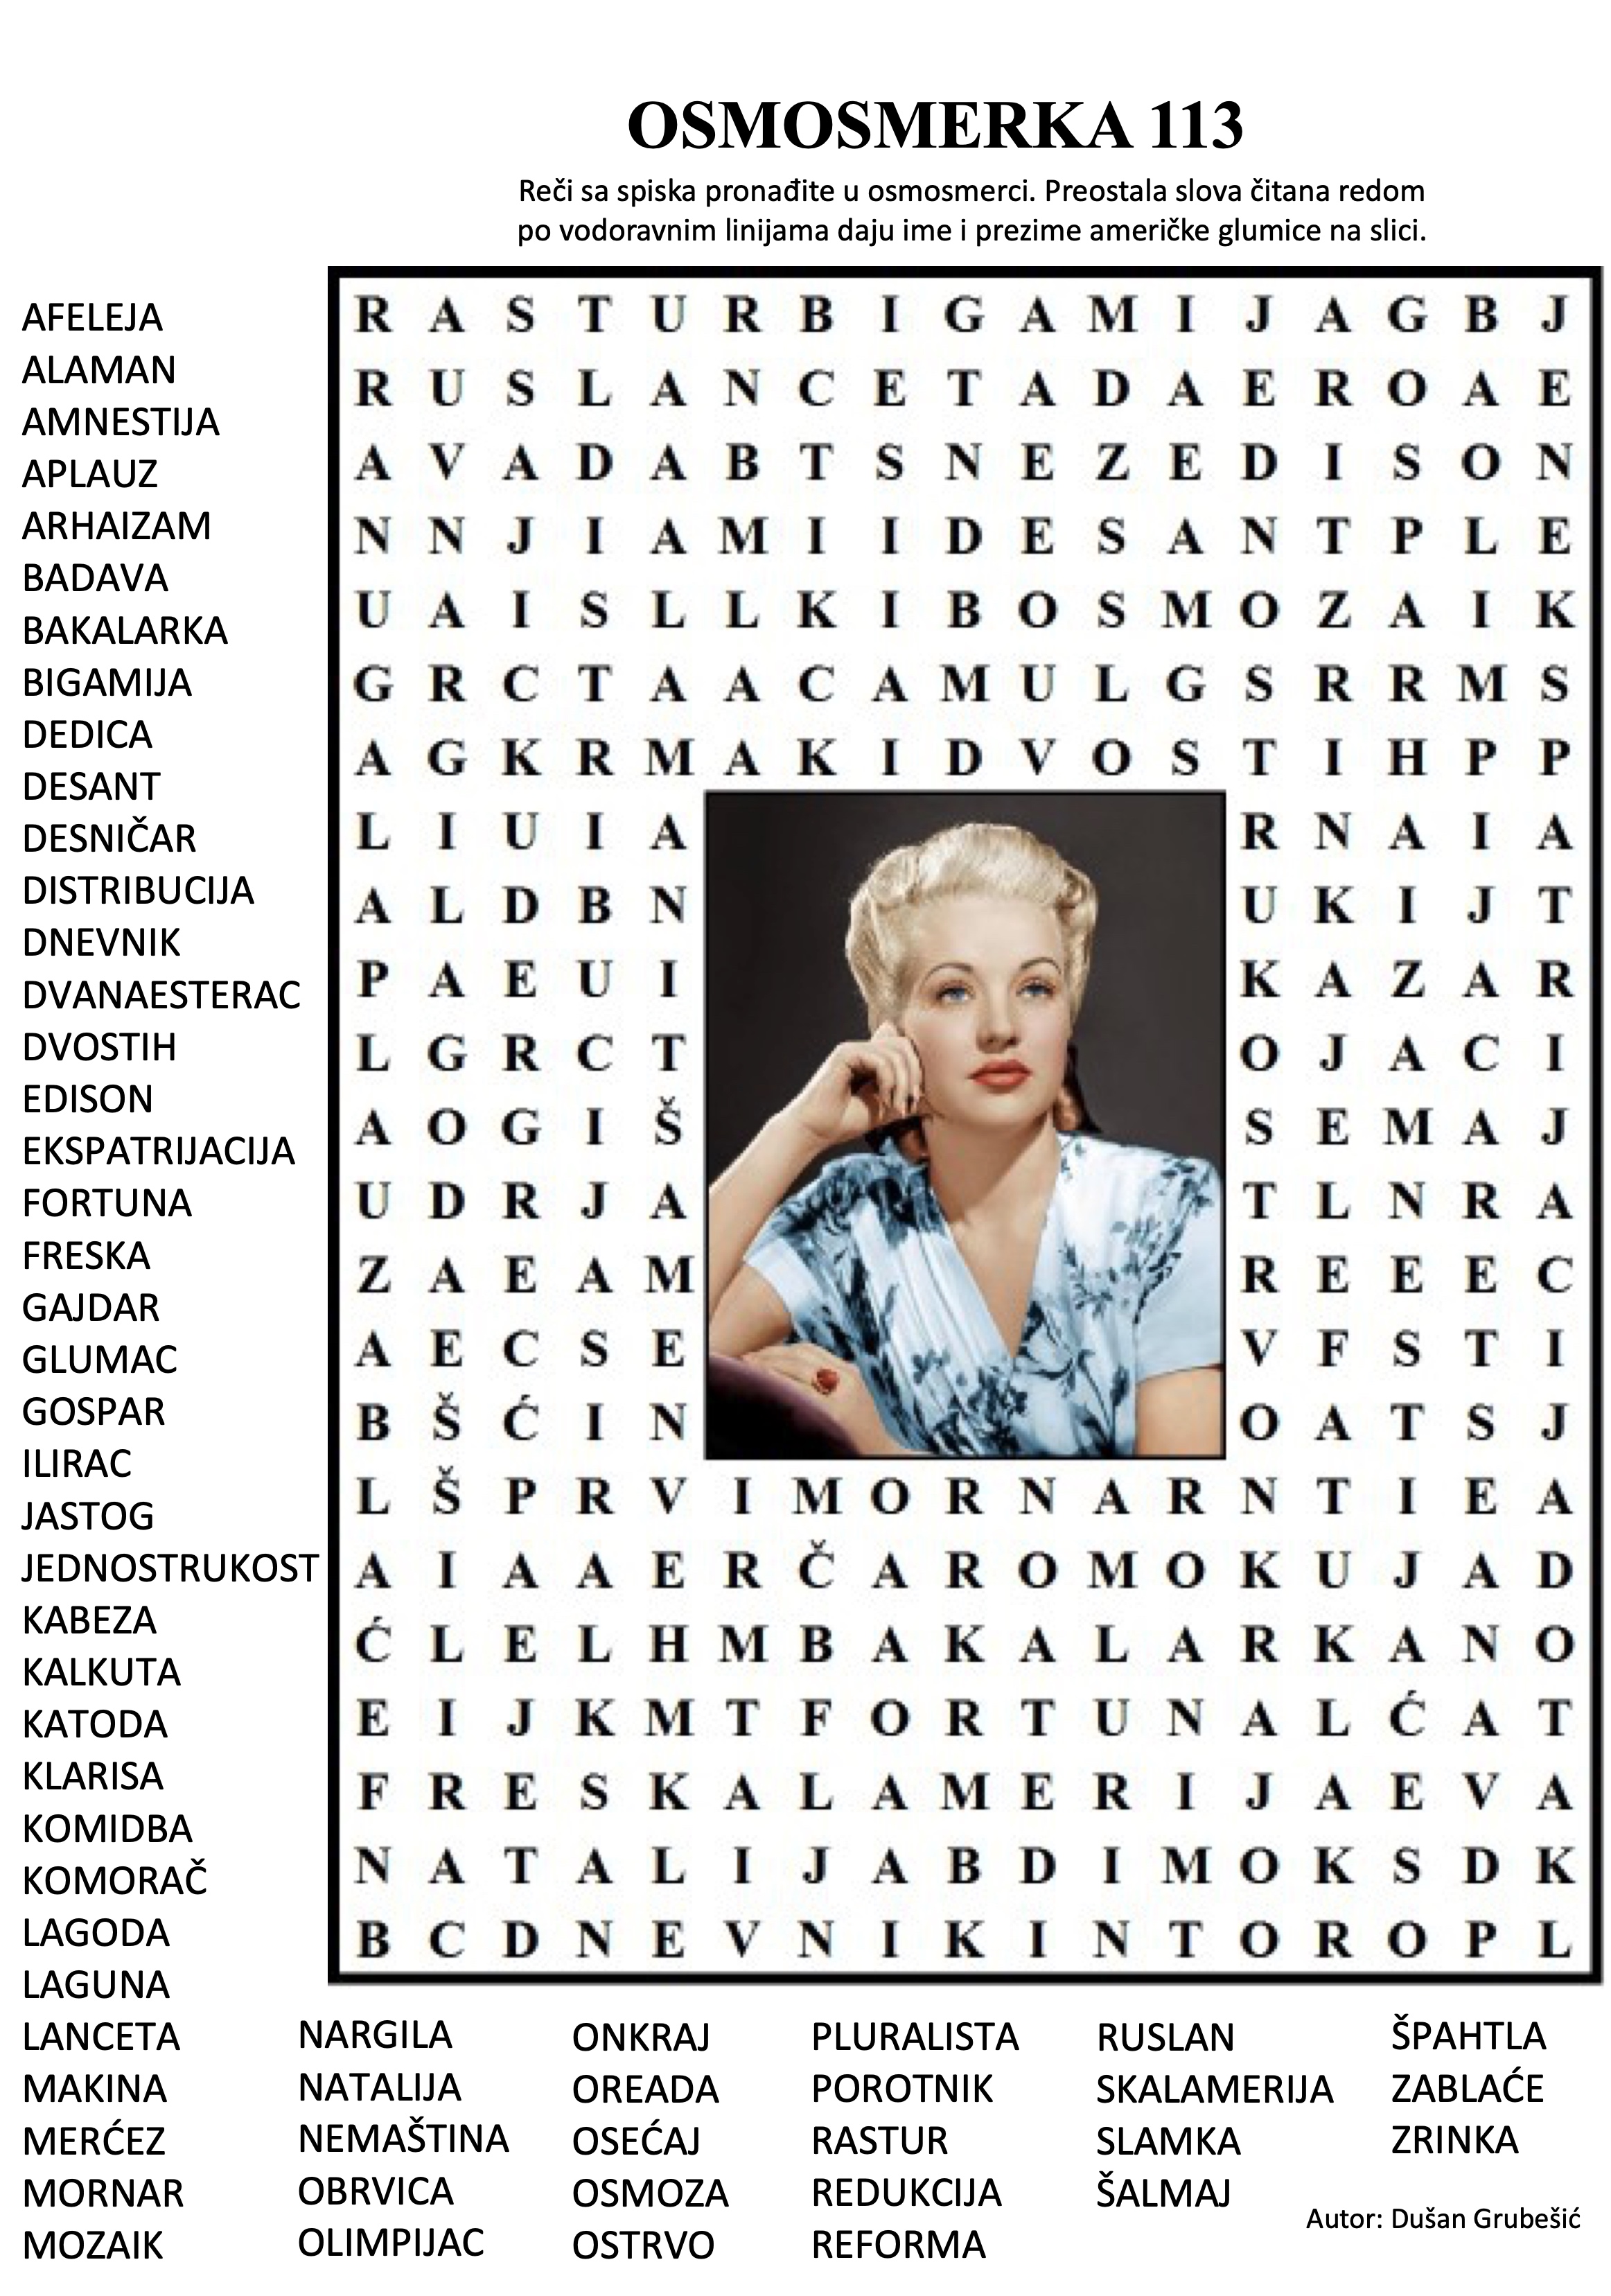 OSMOSMERKA 113
Reči sa spiska pronađite u osmosmerci. Preostala slova čitana redom
po vodoravnim linijama daju ime i prezime američke glumice na slici.
AFELEJA
ALAMAN
AMNESTIJA
APLAUZ
ARHAIZAM
BADAVA
BAKALARKA
BIGAMIJA
DEDICA
DESANT
DESNIČAR
DISTRIBUCIJA
DNEVNIK
DVANAESTERAC
DVOSTIH
EDISON
EKSPATRIJACIJA
FORTUNA
FRESKA
GAJDAR
GLUMAC
GOSPAR
ILIRAC
JASTOG
JEDNOSTRUKOST
KABEZA
KALKUTA
KATODA
KLARISA
KOMIDBA
KOMORAČ
LAGODA
LAGUNA
LANCETA
MAKINA
MERĆEZ
MORNAR
MOZAIK
R A S T U R B I G A M I J A G B J
R U S L A N C E T A D A E R O A E
A V A D A B T S N E Z E D I S O N
N N J I A M I I D E S A N T P L E
U A I S L L K I B O S M O Z A I K
G R C T A A C A M U L G S R R M S
A G K R M A K I D V O S T I H P P
L I U I A R N A I A
A L D B N U K I J T
P A E U I K A Z A R
L G R C T O J A C I
A O G I Š S E M A J
U D R J A T L N R A
Z A E A M R E E E C
A E C S E V F S T I
B Š Ć I N O A T S J
L Š P R V I M O R N A R N T I E A
A I A A E R Č A R O M O K U J A D
Ć L E L H M B A K A L A R K A N O
E I J K M T F O R T U N A L Ć A T
F R E S K A L A M E R I J A E V A
N A T A L I J A B D I M O K S D K
B C D N E V N I K I N T O R O P L
NARGILA
NATALIJA
NEMAŠTINA
OBRVICA
OLIMPIJAC
ONKRAJ
OREADA
OSEĆAJ
OSMOZA
OSTRVO
PLURALISTA
POROTNIK
RASTUR
REDUKCIJA
REFORMA
RUSLAN
SKALAMERIJA
SLAMKA
ŠALMAJ
ŠPAHTLA
ZABLAĆE
ZRINKA
Autor: Dušan Grubešić